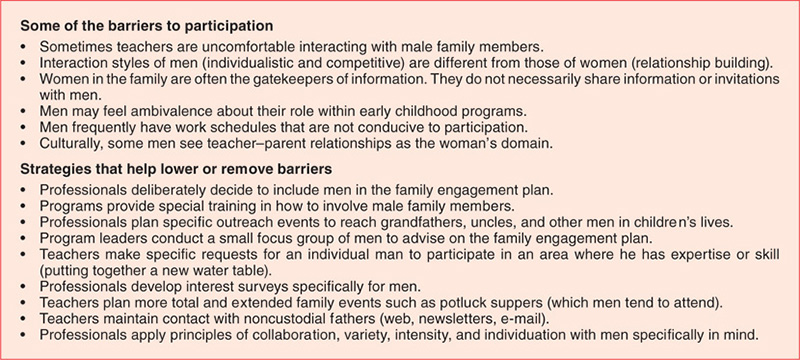 Some of the barriers to participation
• Sometimes teachers are uncomfortable interacting with male family members.
• Interaction styles of men (individualistic and competitive) are different from those of women (relationship building).
• Women in the family are often the gatekeepers of information. They do not necessarily share information or invitations
with men.
• Men may feel ambivalence about their role within early childhood programs.
• Men frequently have work schedules that are not conducive to participation.
• Culturally, some men see teacher–parent relationships as the woman's domain.
Strategies that help lower or remove barriers
• Professionals deliberately decide to include men in the family engagement plan.
• Programs provide special training in how to involve male family members.
• Professionals plan specific outreach events to reach grandfathers, uncles, and other men in children's lives.
• Program leaders conduct a small focus group of men to advise on the family engagement plan.
• Teachers make specific requests for an individual man to participate in an area where he has expertise or skill
(putting together a new water table).
• Professionals develop interest surveys specifically for men.
• Teachers plan more total and extended family events such as potluck suppers (which men tend to attend).
• Teachers maintain contact with noncustodial fathers (web, newsletters, e-mail).
• Professionals apply principles of collaboration, variety, intensity, and individuation with men specifically in mind.